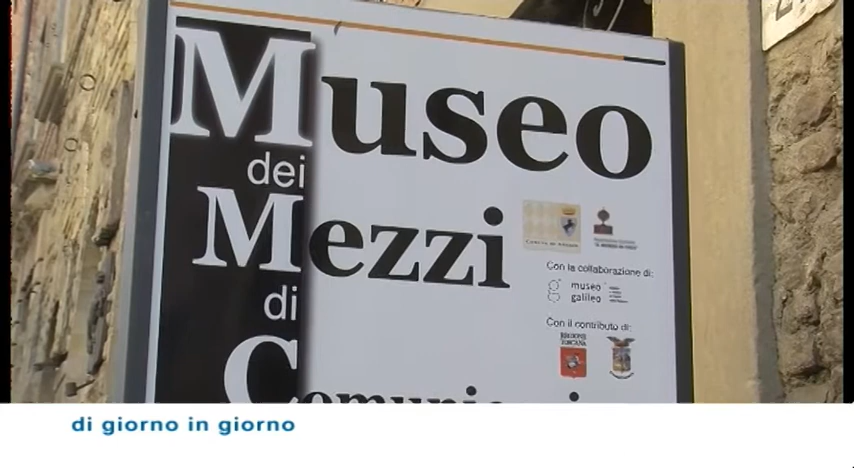 Museo
dei
Mezzi
di
Con la collaborazione di:
museo
galileo
Con il contributo di:
REGIONE
TOSCANA
di giorno in giorno